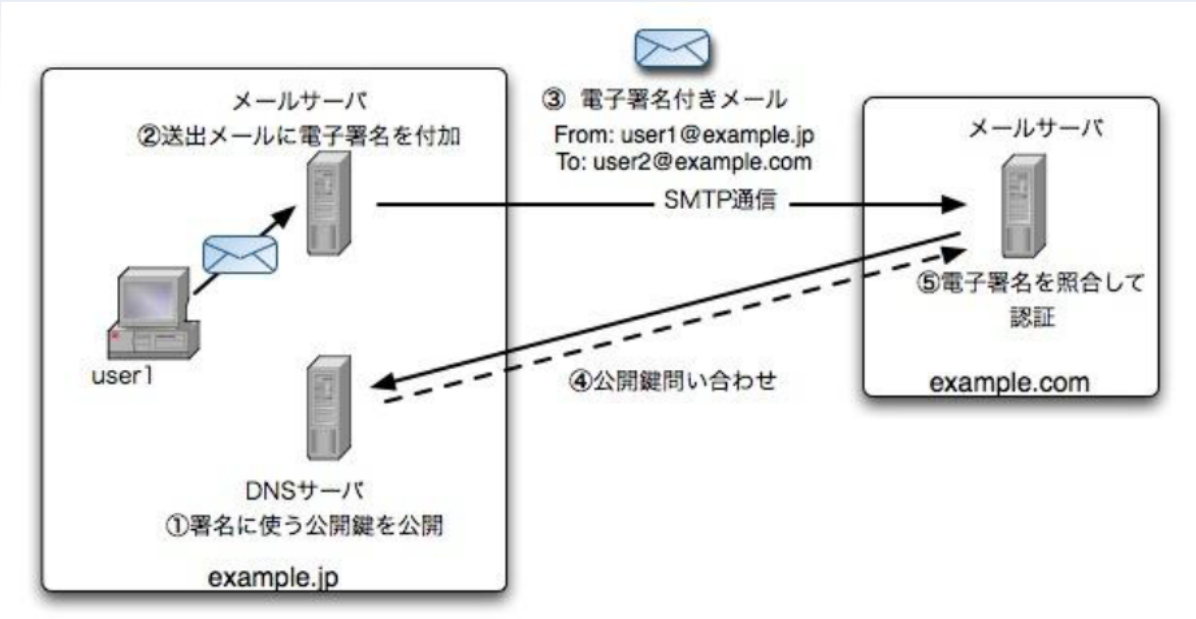 メールサーバ
②送出メールに電子署名を付加
user1
DNSサーバ
①署名に使う公開鍵を公開
example.jp
③ 電子署名付きメール
From: user1@example.jp
To: user2@example.com
SMTP通信
④公開鍵問い合わせ
メールサーバ
⑤電子署名を照合して
認証
example.com